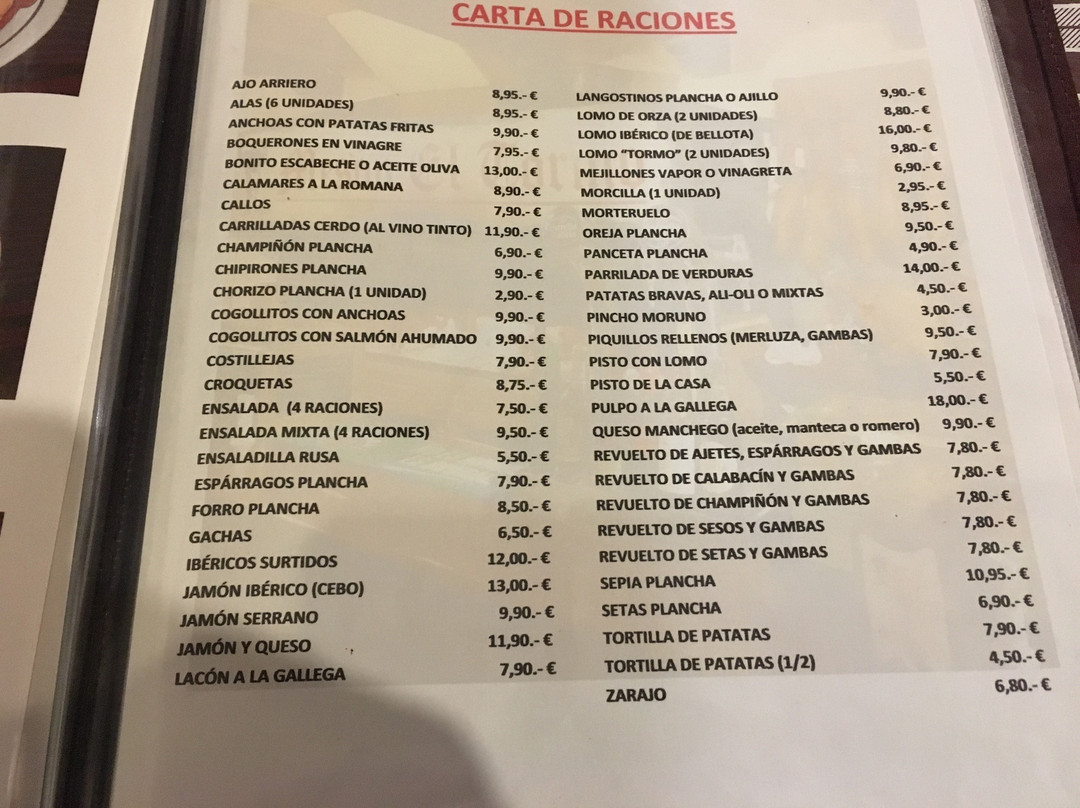 CARTA DE RACIONES
AJO ARRIERO 8,95.-€
ALAS (6 UNIDADES) 8,95.-€
ANCHOAS CON PATATAS FRITAS 9,90.-€
BOQUERONES EN VINAGRE 7,95.-€
BONITO ESCABECHE O ACEITE OLIVA 13,00.-€
CALAMARES A LA ROMANA 8,90.-€
CALLOS 7,90.-€
CARRILLADAS CERDO (AL VINO TINTO) 11,90.-€
CHAMPIÑÓN PLANCHA 6,90.-€
CHIPIRONES PLANCHA 9,90.-€
CHORIZO PLANCHA (1 UNIDAD) 2,90.-€
COGOLLITOS CON ANCHOAS 9,90.-€
COGOLLITOS CON SALMÓN AHUMADO 9,90.-€
COSTILLEJAS 7,90.-€
CROQUETAS 8,75.-€
ENSALADA (4 RACIONES) 7,50.-€
ENSALADA MIXTA (4 RACIONES) 9,50.-€
ENSALADILLA RUSA 5,50.-€
ESPÁRRAGOS PLANCHA 7,90.-€
FORRO PLANCHA 8,50.-€
GACHAS 6,50.-€
IBÉRICOS SURTIDOS 12,00.-€
JAMÓN IBÉRICO (CEBO) 13,00.-€
JAMÓN SERRANO 9,90.-€
JAMÓN Y QUESO 11,90.-€
LACÓN A LA GALLEGA 7,90.-€
LANGOSTINOS PLANCHA O AJILLO 9,90.-€
LOMO DE ORZA (2 UNIDADES) 8,80.-€
LOMO IBÉRICO (DE BELLOTA) 16,00.-€
LOMO “TORMO” (2 UNIDADES) 9,80.-€
MEJILLONES VAPOR O VINAGRETA 6,90.-€
MORCILLA (1 UNIDAD) 2,95.-€
MORTERUELO 8,95.-€
OREJA PLANCHA 9,50.-€
PANCETA PLANCHA 4,90.-€
PARRILADA DE VERDURAS 14,00.-€
PATATAS BRAVAS, ALI-OLI O MIXTAS 4,50.-€
PINCHO MORUNO 3,00.-€
PIQUILLOS RELLENOS (MERLUZA, GAMBAS) 9,50.-€
PISTO CON LOMO 7,90.-€
PISTO DE LA CASA 5,50.-€
PULPO A LA GALLEGA 18,00.-€
QUESO MANCHEGO (aceite, manteca o romero) 9,90.-€
REVUELTO DE AJETES, ESPÁRRAGOS Y GAMBAS 7,80.-€
REVUELTO DE CALABACÍN Y GAMBAS 7,80.-€
REVUELTO DE CHAMPIÑÓN Y GAMBAS 7,80.-€
REVUELTO DE SESOS Y GAMBAS 7,80.-€
REVUELTO DE SETAS Y GAMBAS 7,80.-€
SEPIA PLANCHA 10,95.-€
SETAS PLANCHA 6,90.-€
TORTILLA DE PATATAS 7,90.-€
TORTILLA DE PATATAS (1/2) 4,50.-€
ZARAJO 6,80.-€